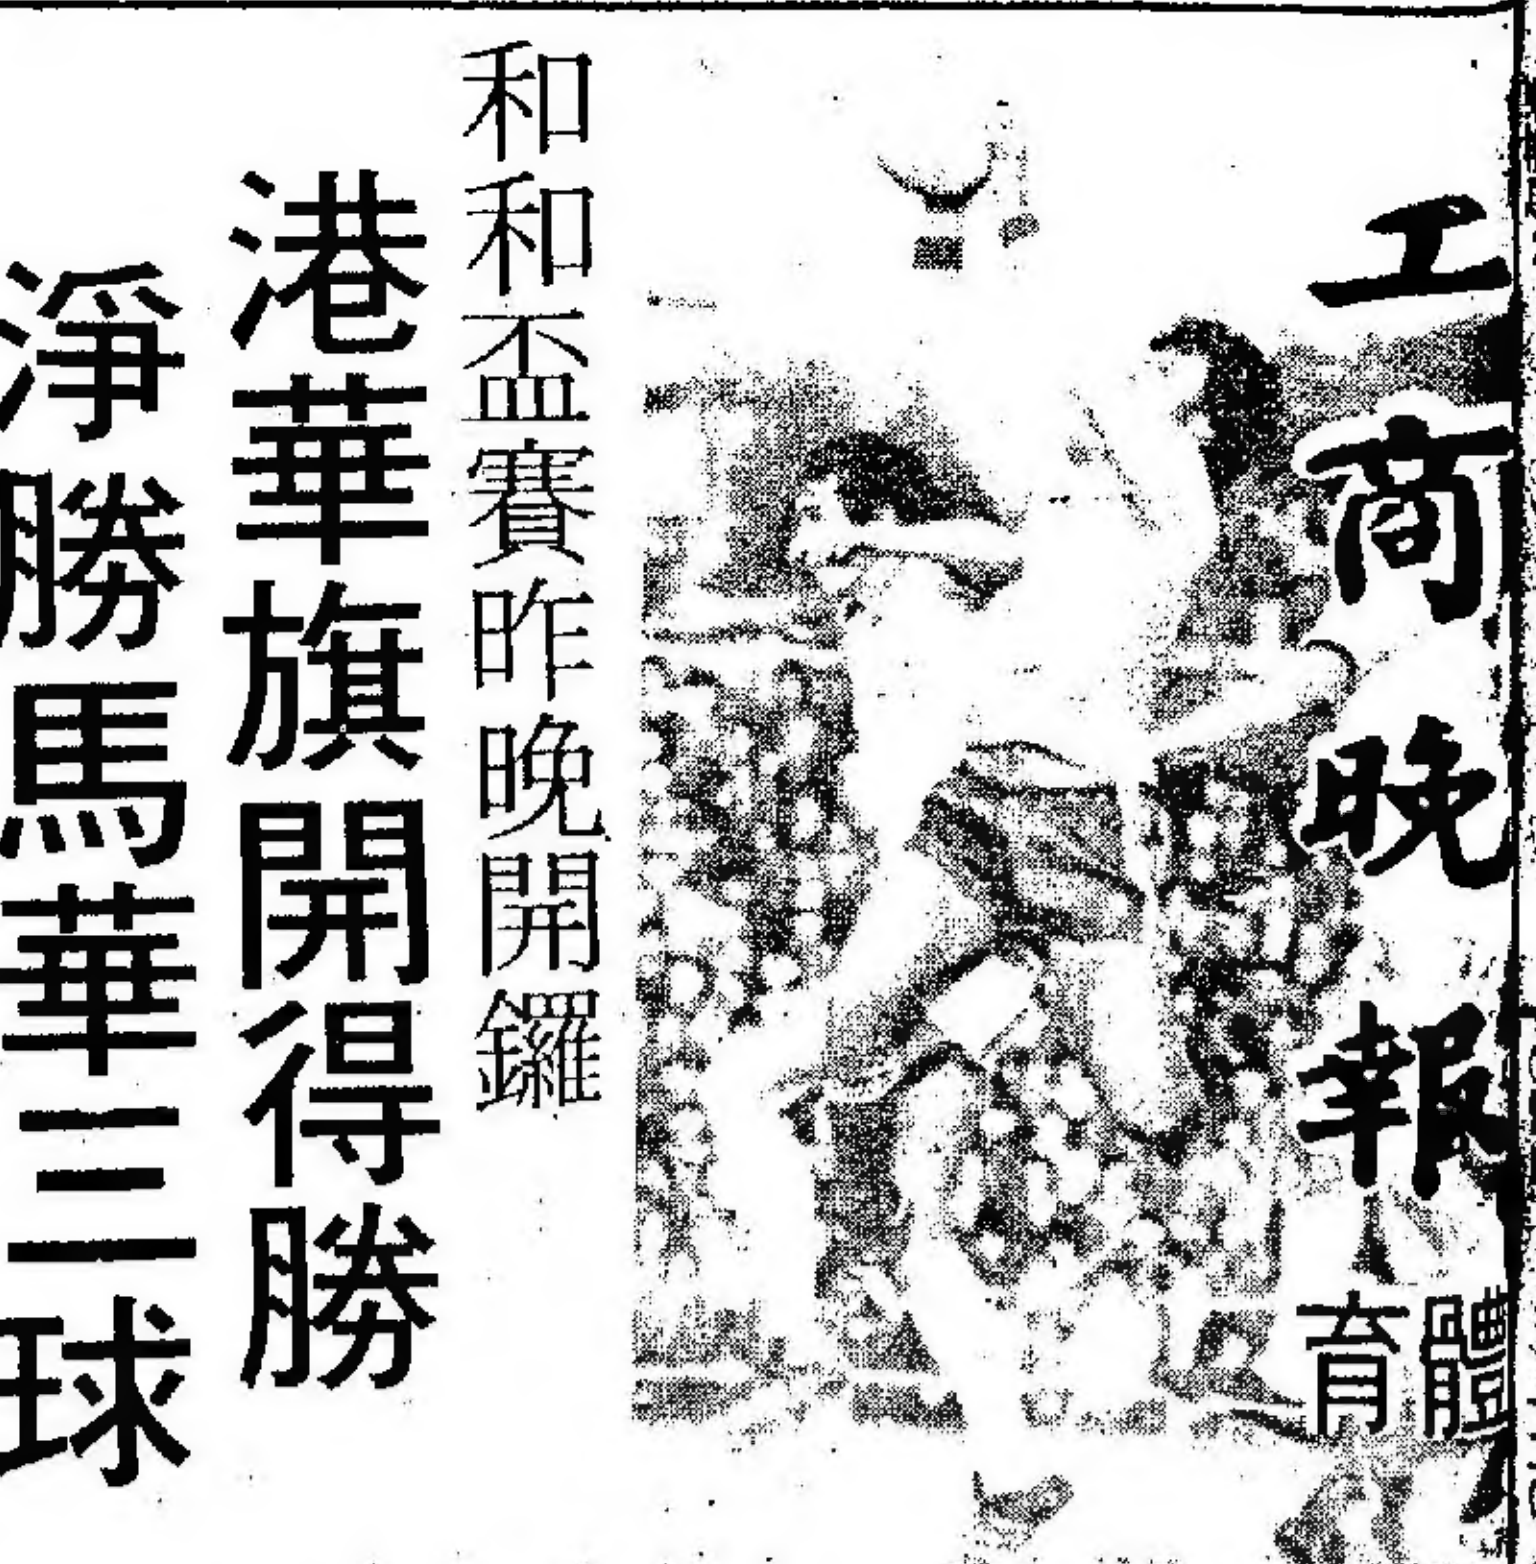 工商晚報
體育
和和盃賽昨晚開鑼
港華旗開得勝
淨勝馬華三球